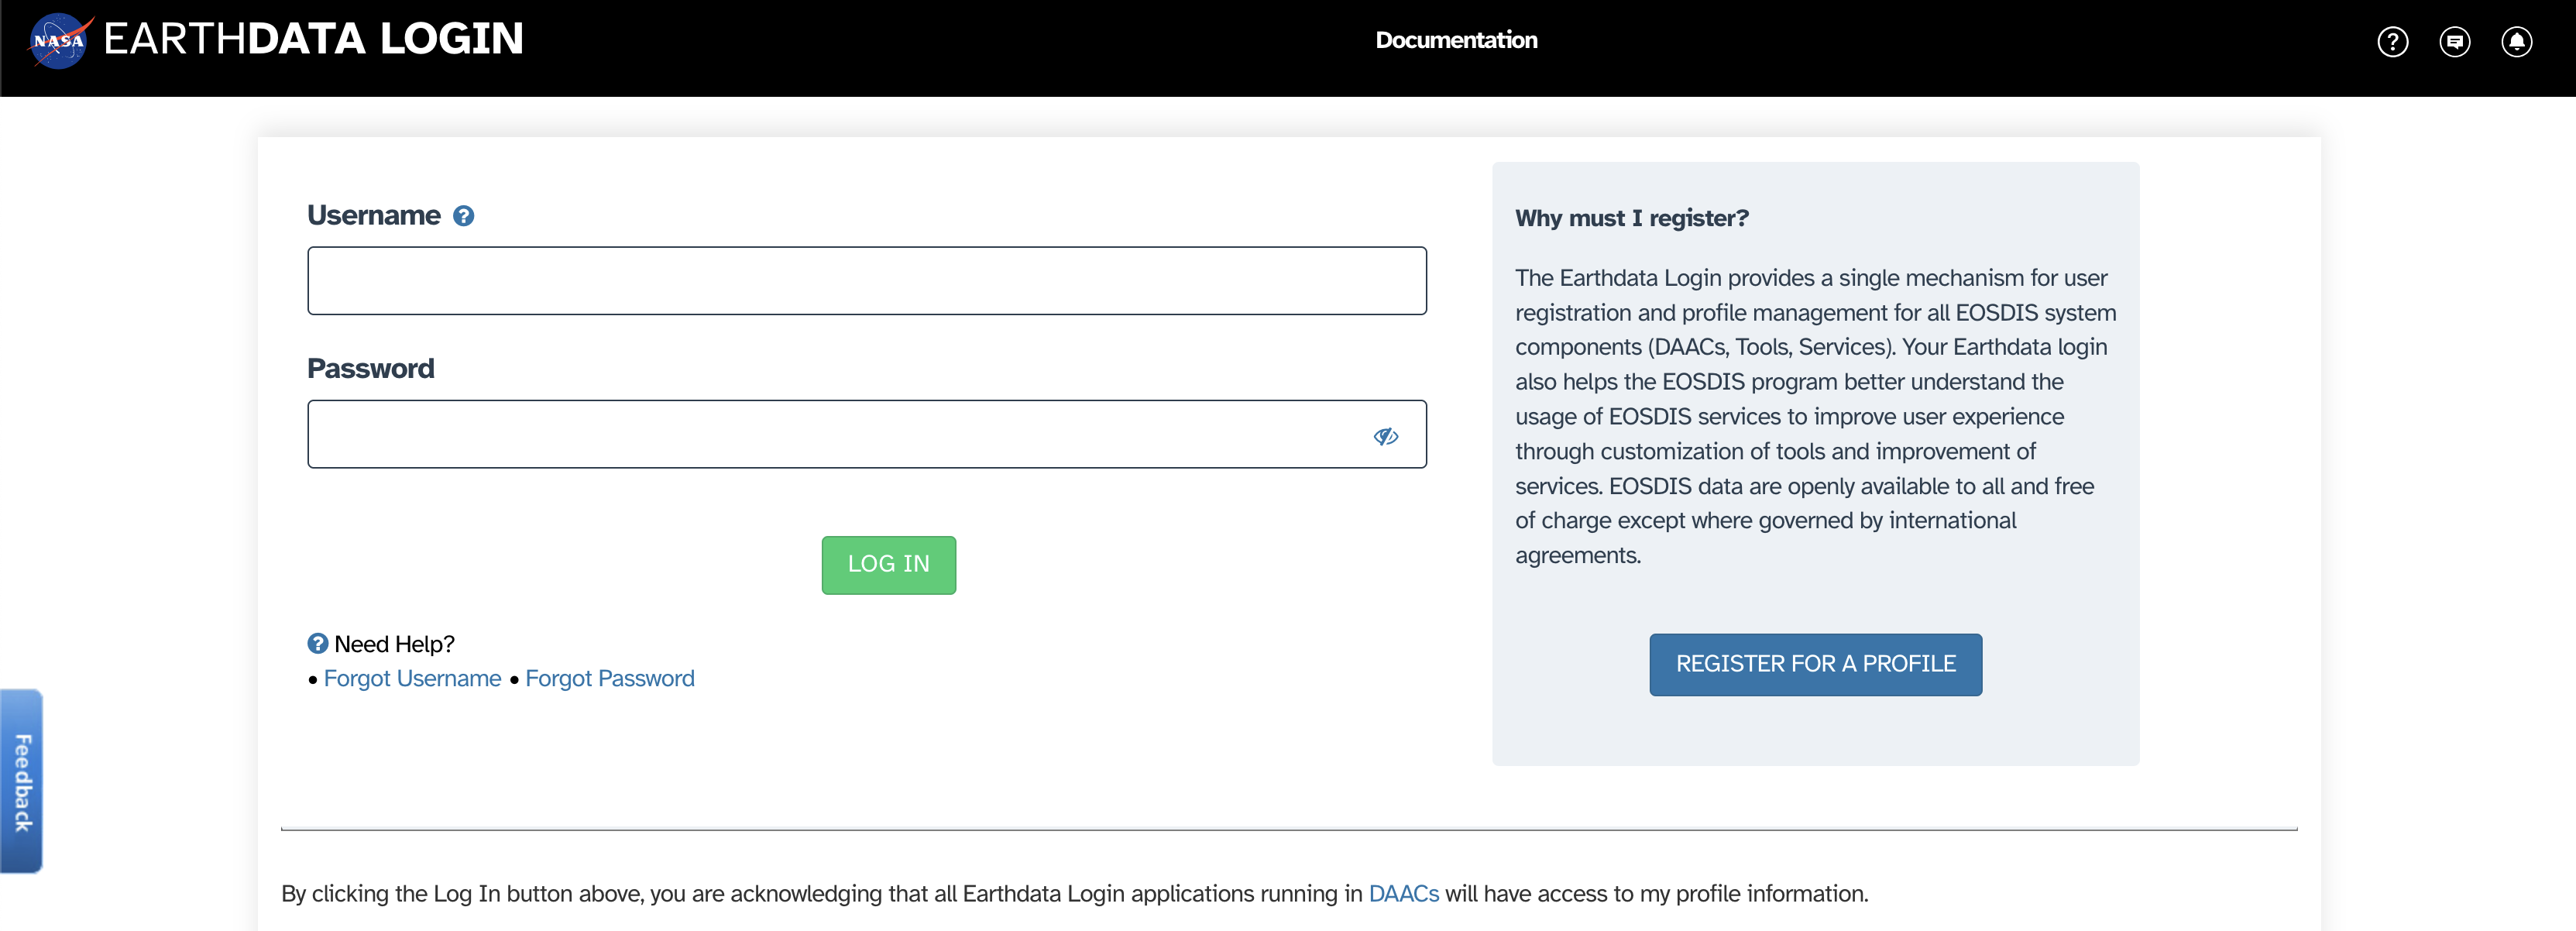 NASA EARTHDATA LOGIN
Documentation
Username
Password
LOG IN
Need Help?
• Forgot Username • Forgot Password
Why must I register?
The Earthdata Login provides a single mechanism for user
registration and profile management for all EOSDIS system
components (DAACs, Tools, Services). Your Earthdata login
also helps the EOSDIS program better understand the
usage of EOSDIS services to improve user experience
through customization of tools and improvement of
services. EOSDIS data are openly available to all and free
of charge except where governed by international
agreements.
REGISTER FOR A PROFILE
Feedback
By clicking the Log In button above, you are acknowledging that all Earthdata Login applications running in DAACs will have access to my profile information.